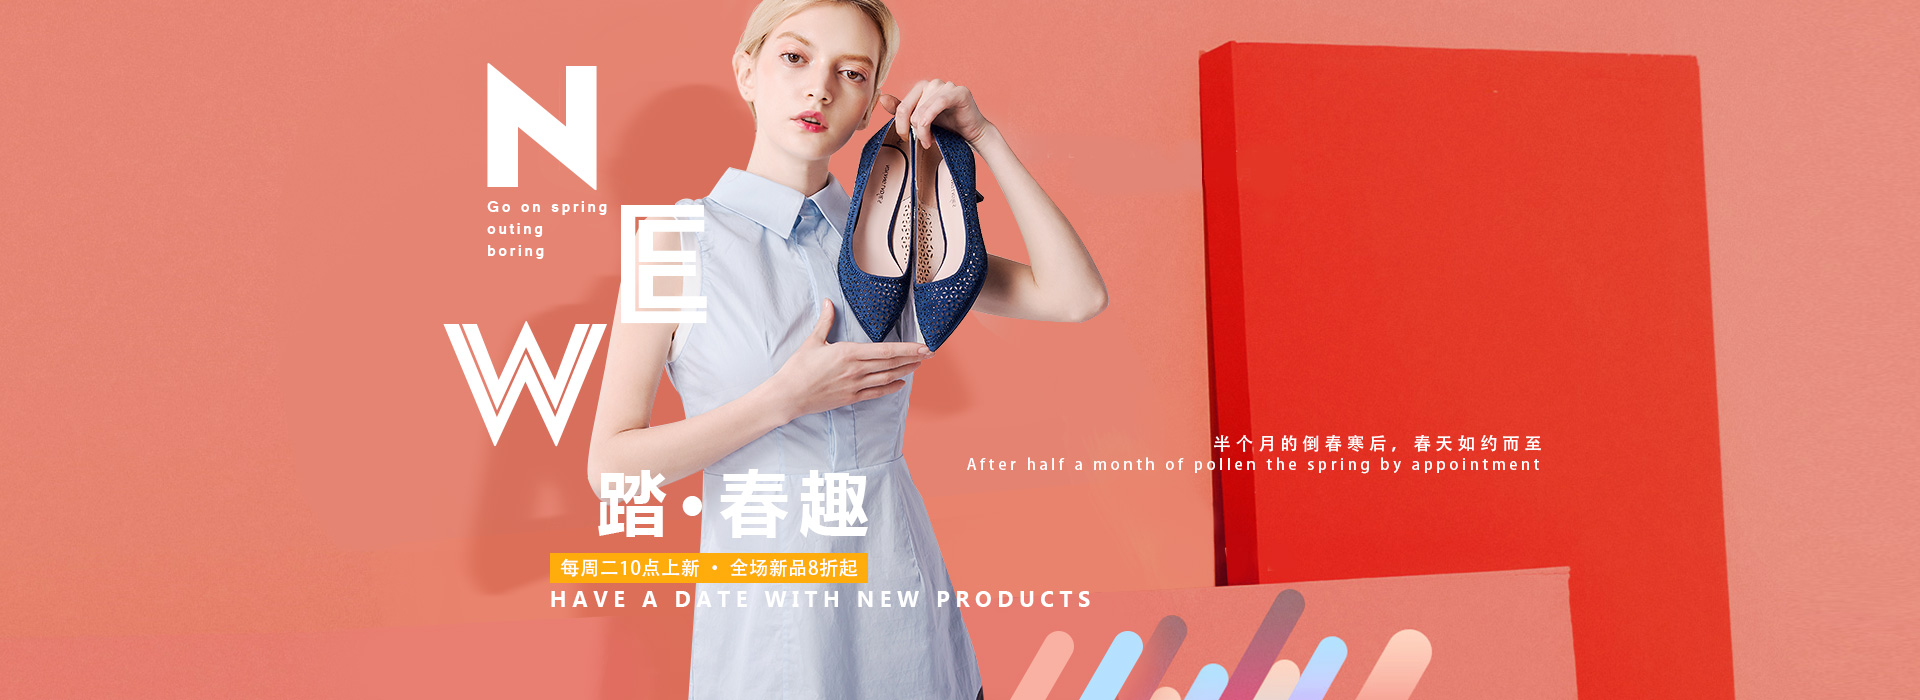 NEW
Go on spring
outing
boring
踏·春趣
每周二10点上新 · 全场新品8折起
HAVE A DATE WITH NEW PRODUCTS
半个月的倒春寒后，春天如约而至
After half a month of pollen the spring by appointment